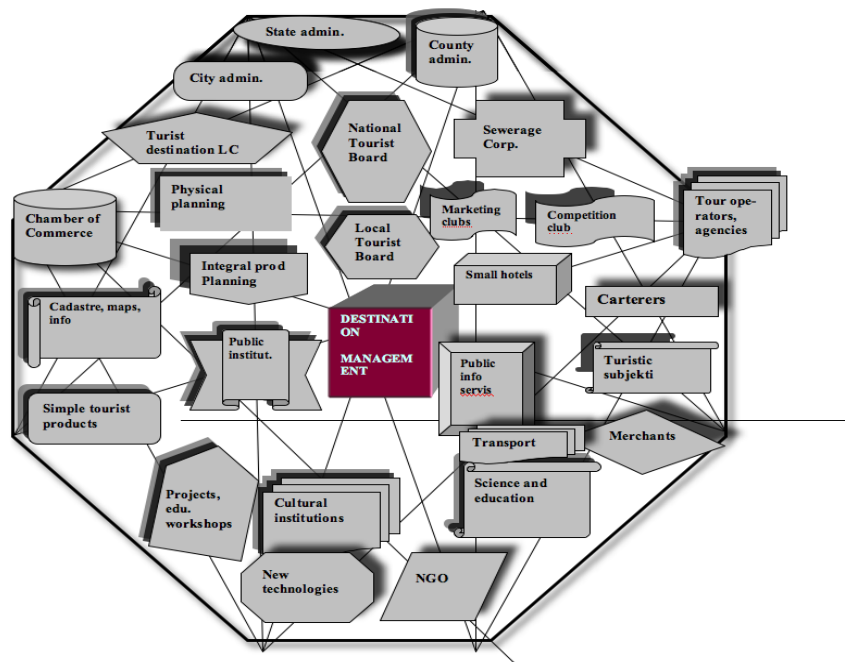 State admin.
County
admin.
City admin.
Turist
destination LC
National
Tourist
Board
Sewerage
Corp.
Physical
planning
Chamber of
Commerce
Marketing
clubs
Competition
club
Tour ope-
rators,
agencies
Local
Tourist
Board
Integral prod
Planning
Small hotels
Cadastre, maps,
info
Carterers
DESTINATI
ON
MANAGEM
ENT
Public
institut.
Public
info
servis
Turistic
subjekti
Simple tourist
products
Transport
Merchants
Projects,
edu.
workshops
Cultural
institutions
Science and
education
New
technologies
NGO